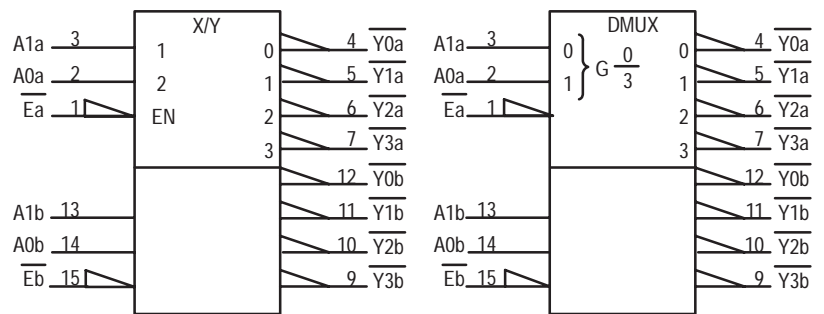 X/Y
A1a 3 1 0 4 Y0a
A0a 2 2 1 5 Y1a
Ea 1 EN 2 6 Y2a
3 7 Y3a
12 Y0b
A1b 13 11 Y1b
A0b 14 10 Y2b
Eb 15 9 Y3b
DMUX
A1a 3 0 0 4 Y0a
A0a 2 1 } G 0/3 1 5 Y1a
Ea 1 2 6 Y2a
3 7 Y3a
12 Y0b
A1b 13 11 Y1b
A0b 14 10 Y2b
Eb 15 9 Y3b